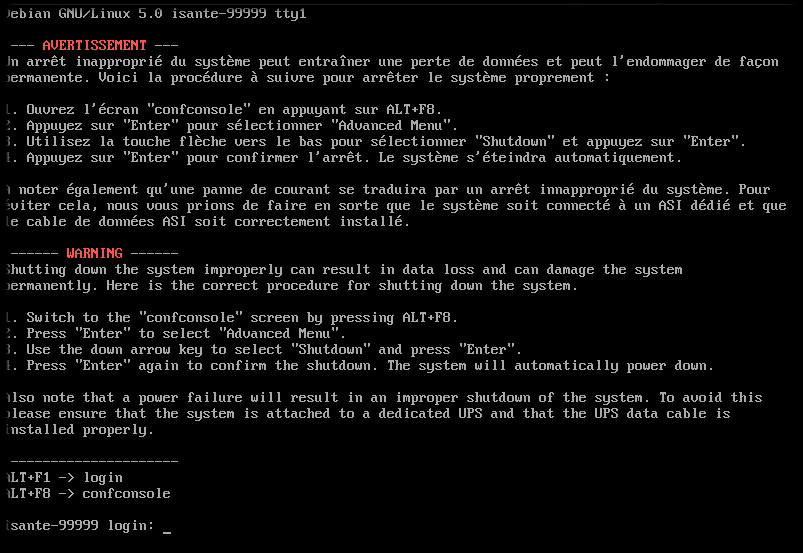 Debian GNU/Linux 5.0 isante-99999 tty1
--- AVERTISSEMENT ---
Un arrêt inapproprié du système peut entraîner une perte de données et peut l'endommager de façon
permanente. Voici la procédure à suivre pour arrêter le système proprement :
1. Ouvrez l'écran "confconsole" en appuyant sur ALT+F8.
2. Appuyez sur "Enter" pour sélectionner "Advanced Menu".
3. Utilisez la touche flèche vers le bas pour sélectionner "Shutdown" et appuyez sur "Enter".
4. Appuyez sur "Enter" pour confirmer l'arrêt. Le système s'éteindra automatiquement.
À noter également qu'une panne de courant se traduira par un arrêt innapproprié du système. Pour
éviter cela, nous vous prions de faire en sorte que le système soit connecté à un ASI dédié et que
le cable de données ASI soit correctement installé.
------ WARNING ------
Shutting down the system improperly can result in data loss and can damage the system
permanently. Here is the correct procedure for shutting down the system.
1. Switch to the "confconsole" screen by pressing ALT+F8.
2. Press "Enter" to select "Advanced Menu".
3. Use the down arrow key to select "Shutdown" and press "Enter".
4. Press "Enter" again to confirm the shutdown. The system will automatically power down.
Also note that a power failure will result in an improper shutdown of the system. To avoid this
please ensure that the system is attached to a dedicated UPS and that the UPS data cable is
installed properly.
---------------------
ALT+F1 -> login
ALT+F8 -> confconsole
isante-99999 login: _